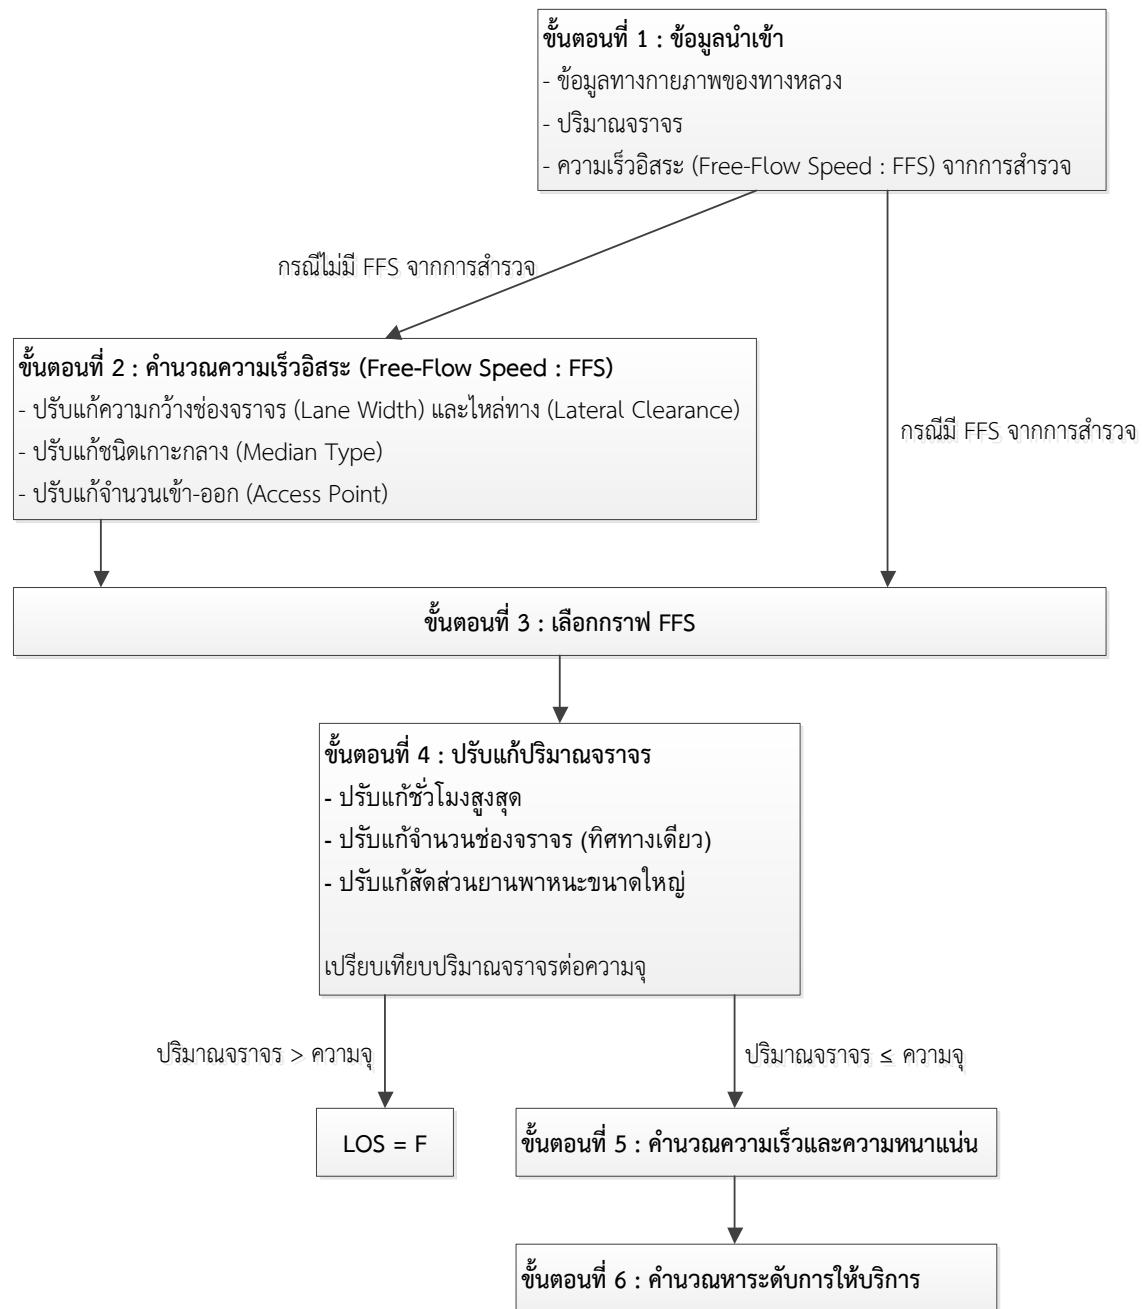 ขั้นตอนที่ 1 : ข้อมูลนำเข้า
- ข้อมูลทางกายภาพของทางหลวง
- ปริมาณจราจร
- ความเร็วอิสระ (Free-Flow Speed : FFS) จากการสำรวจ
กรณีไม่มี FFS จากการสำรวจ
ขั้นตอนที่ 2 : คำนวณความเร็วอิสระ (Free-Flow Speed : FFS)
- ปรับแก้ความกว้างช่องจราจร (Lane Width) และไหล่ทาง (Lateral Clearance)
- ปรับแก้ชนิดเกาะกลาง (Median Type)
- ปรับแก้จำนวนเข้า-ออก (Access Point)
กรณีมี FFS จากการสำรวจ
ขั้นตอนที่ 3 : เลือกกราฟ FFS
ขั้นตอนที่ 4 : ปรับแก้ปริมาณจราจร
- ปรับแก้ชั่วโมงสูงสุด
- ปรับแก้จำนวนช่องจราจร (ทิศทางเดียว)
- ปรับแก้สัดส่วนยานพาหนะขนาดใหญ่
เปรียบเทียบปริมาณจราจรต่อความจุ
ปริมาณจราจร > ความจุ
ปริมาณจราจร ≤ ความจุ
LOS = F
ขั้นตอนที่ 5 : คำนวณความเร็วและความหนาแน่น
ขั้นตอนที่ 6 : คำนวณหาระดับการให้บริการ